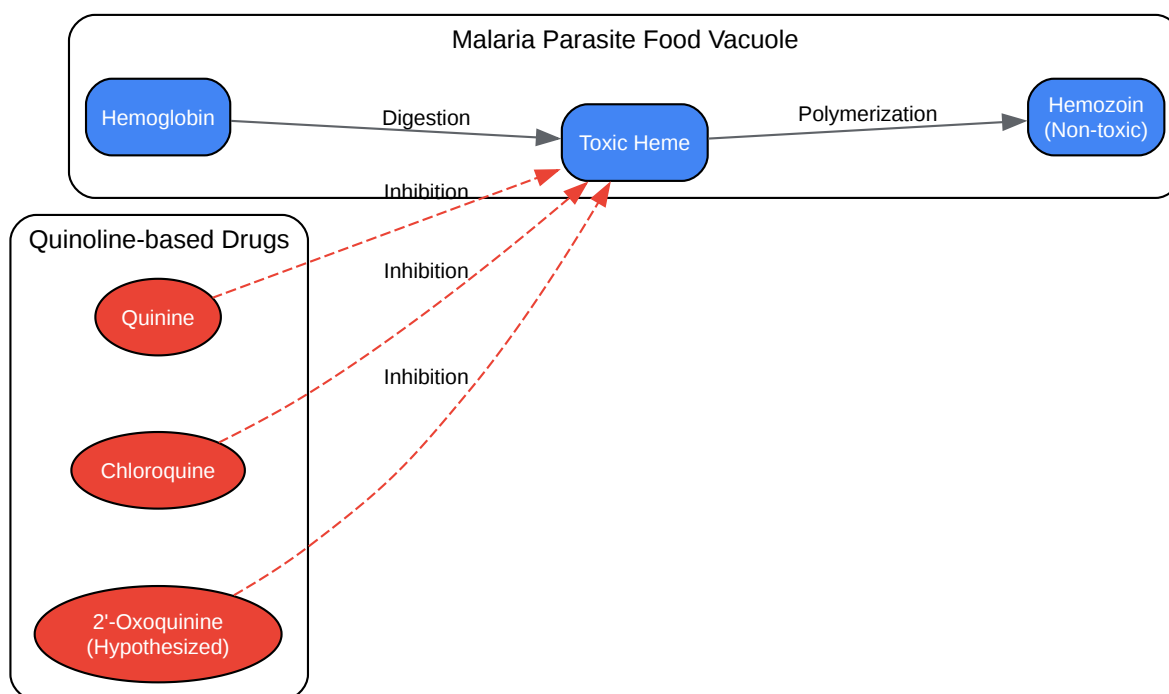 Malaria Parasite Food Vacuole
Hemoglobin
Digestion
Toxic Heme
Polymerization
Hemozoin
(Non-toxic)
Inhibition
Quinoline-based Drugs
Quinine
Inhibition
Inhibition
Chloroquine
2'-Oxoquinine
(Hypothesized)